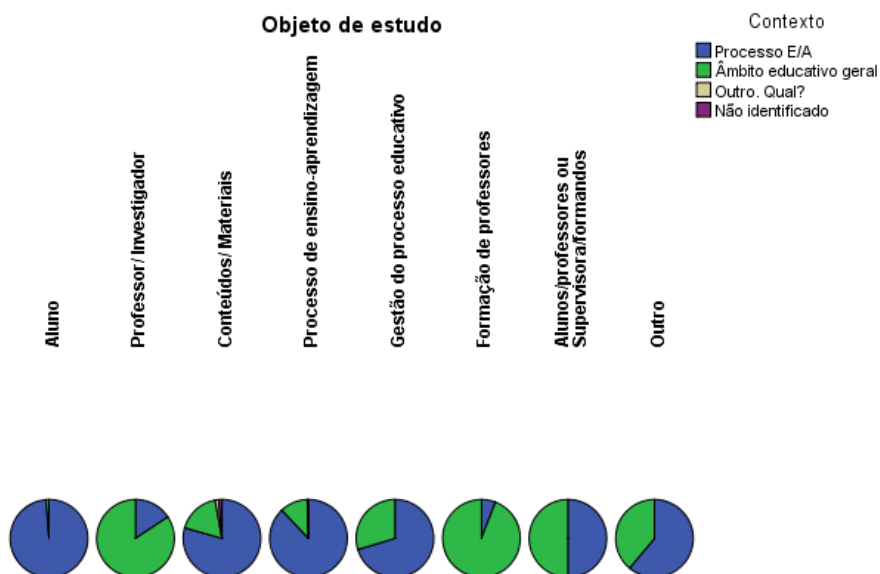 Objeto de estudo
Contexto
Processo E/A
Âmbito educativo geral
Outro. Qual?
Não identificado
Aluno
Professor/ Investigador
Conteúdos/ Materiais
Processo de ensino-aprendizagem
Gestão do processo educativo
Formação de professores
Alunos/professores ou
Supervisora/formandos
Outro